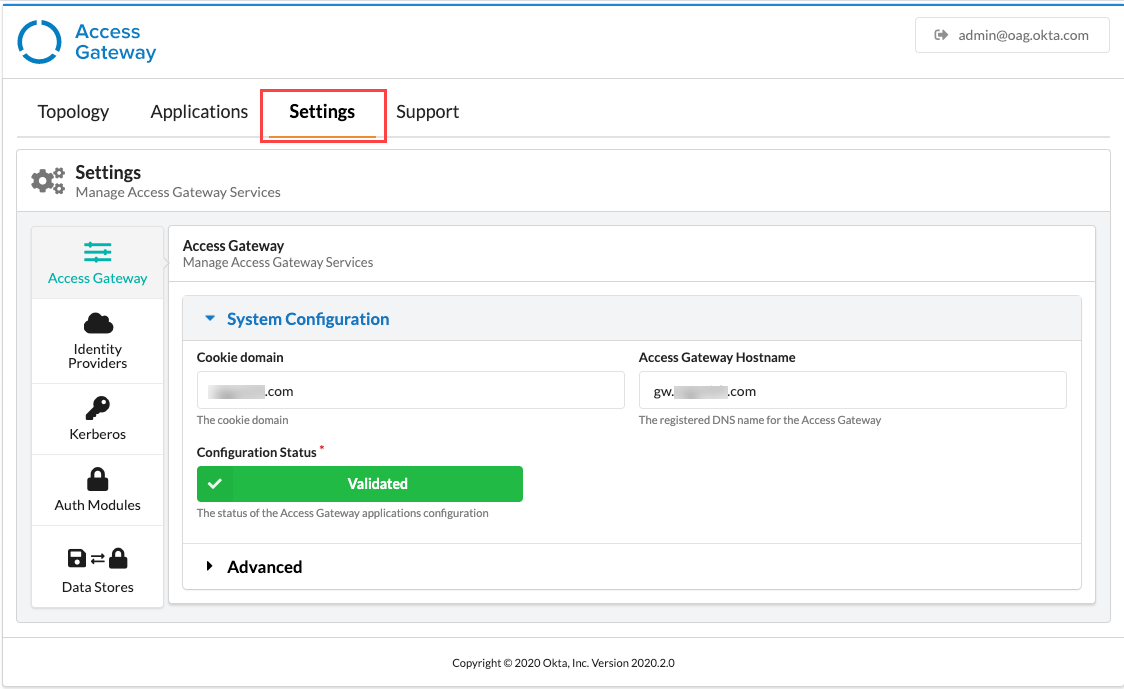 Access
Gateway
admin@oag.okta.com
Topology Applications Settings Support
Settings
Manage Access Gateway Services
Access Gateway
Identity
Providers
Kerberos
Auth Modules
Data Stores
Access Gateway
Manage Access Gateway Services
System Configuration
Cookie domain
.com
The cookie domain
Access Gateway Hostname
gw. .com
The registered DNS name for the Access Gateway
Configuration Status *
Validated
The status of the Access Gateway applications configuration
Advanced
Copyright © 2020 Okta, Inc. Version 2020.2.0